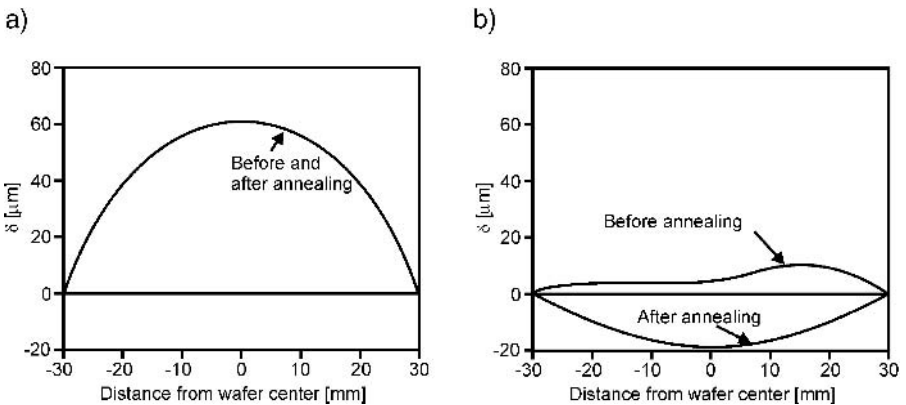 a)
80
60
40
20
0
-20
δ [μm]
Before and
after annealing
-30
-20
-10
0
10
20
30
Distance from wafer center [mm]
b)
80
60
40
20
0
-20
δ [μm]
Before annealing
After annealing
-30
-20
-10
0
10
20
30
Distance from wafer center [mm]